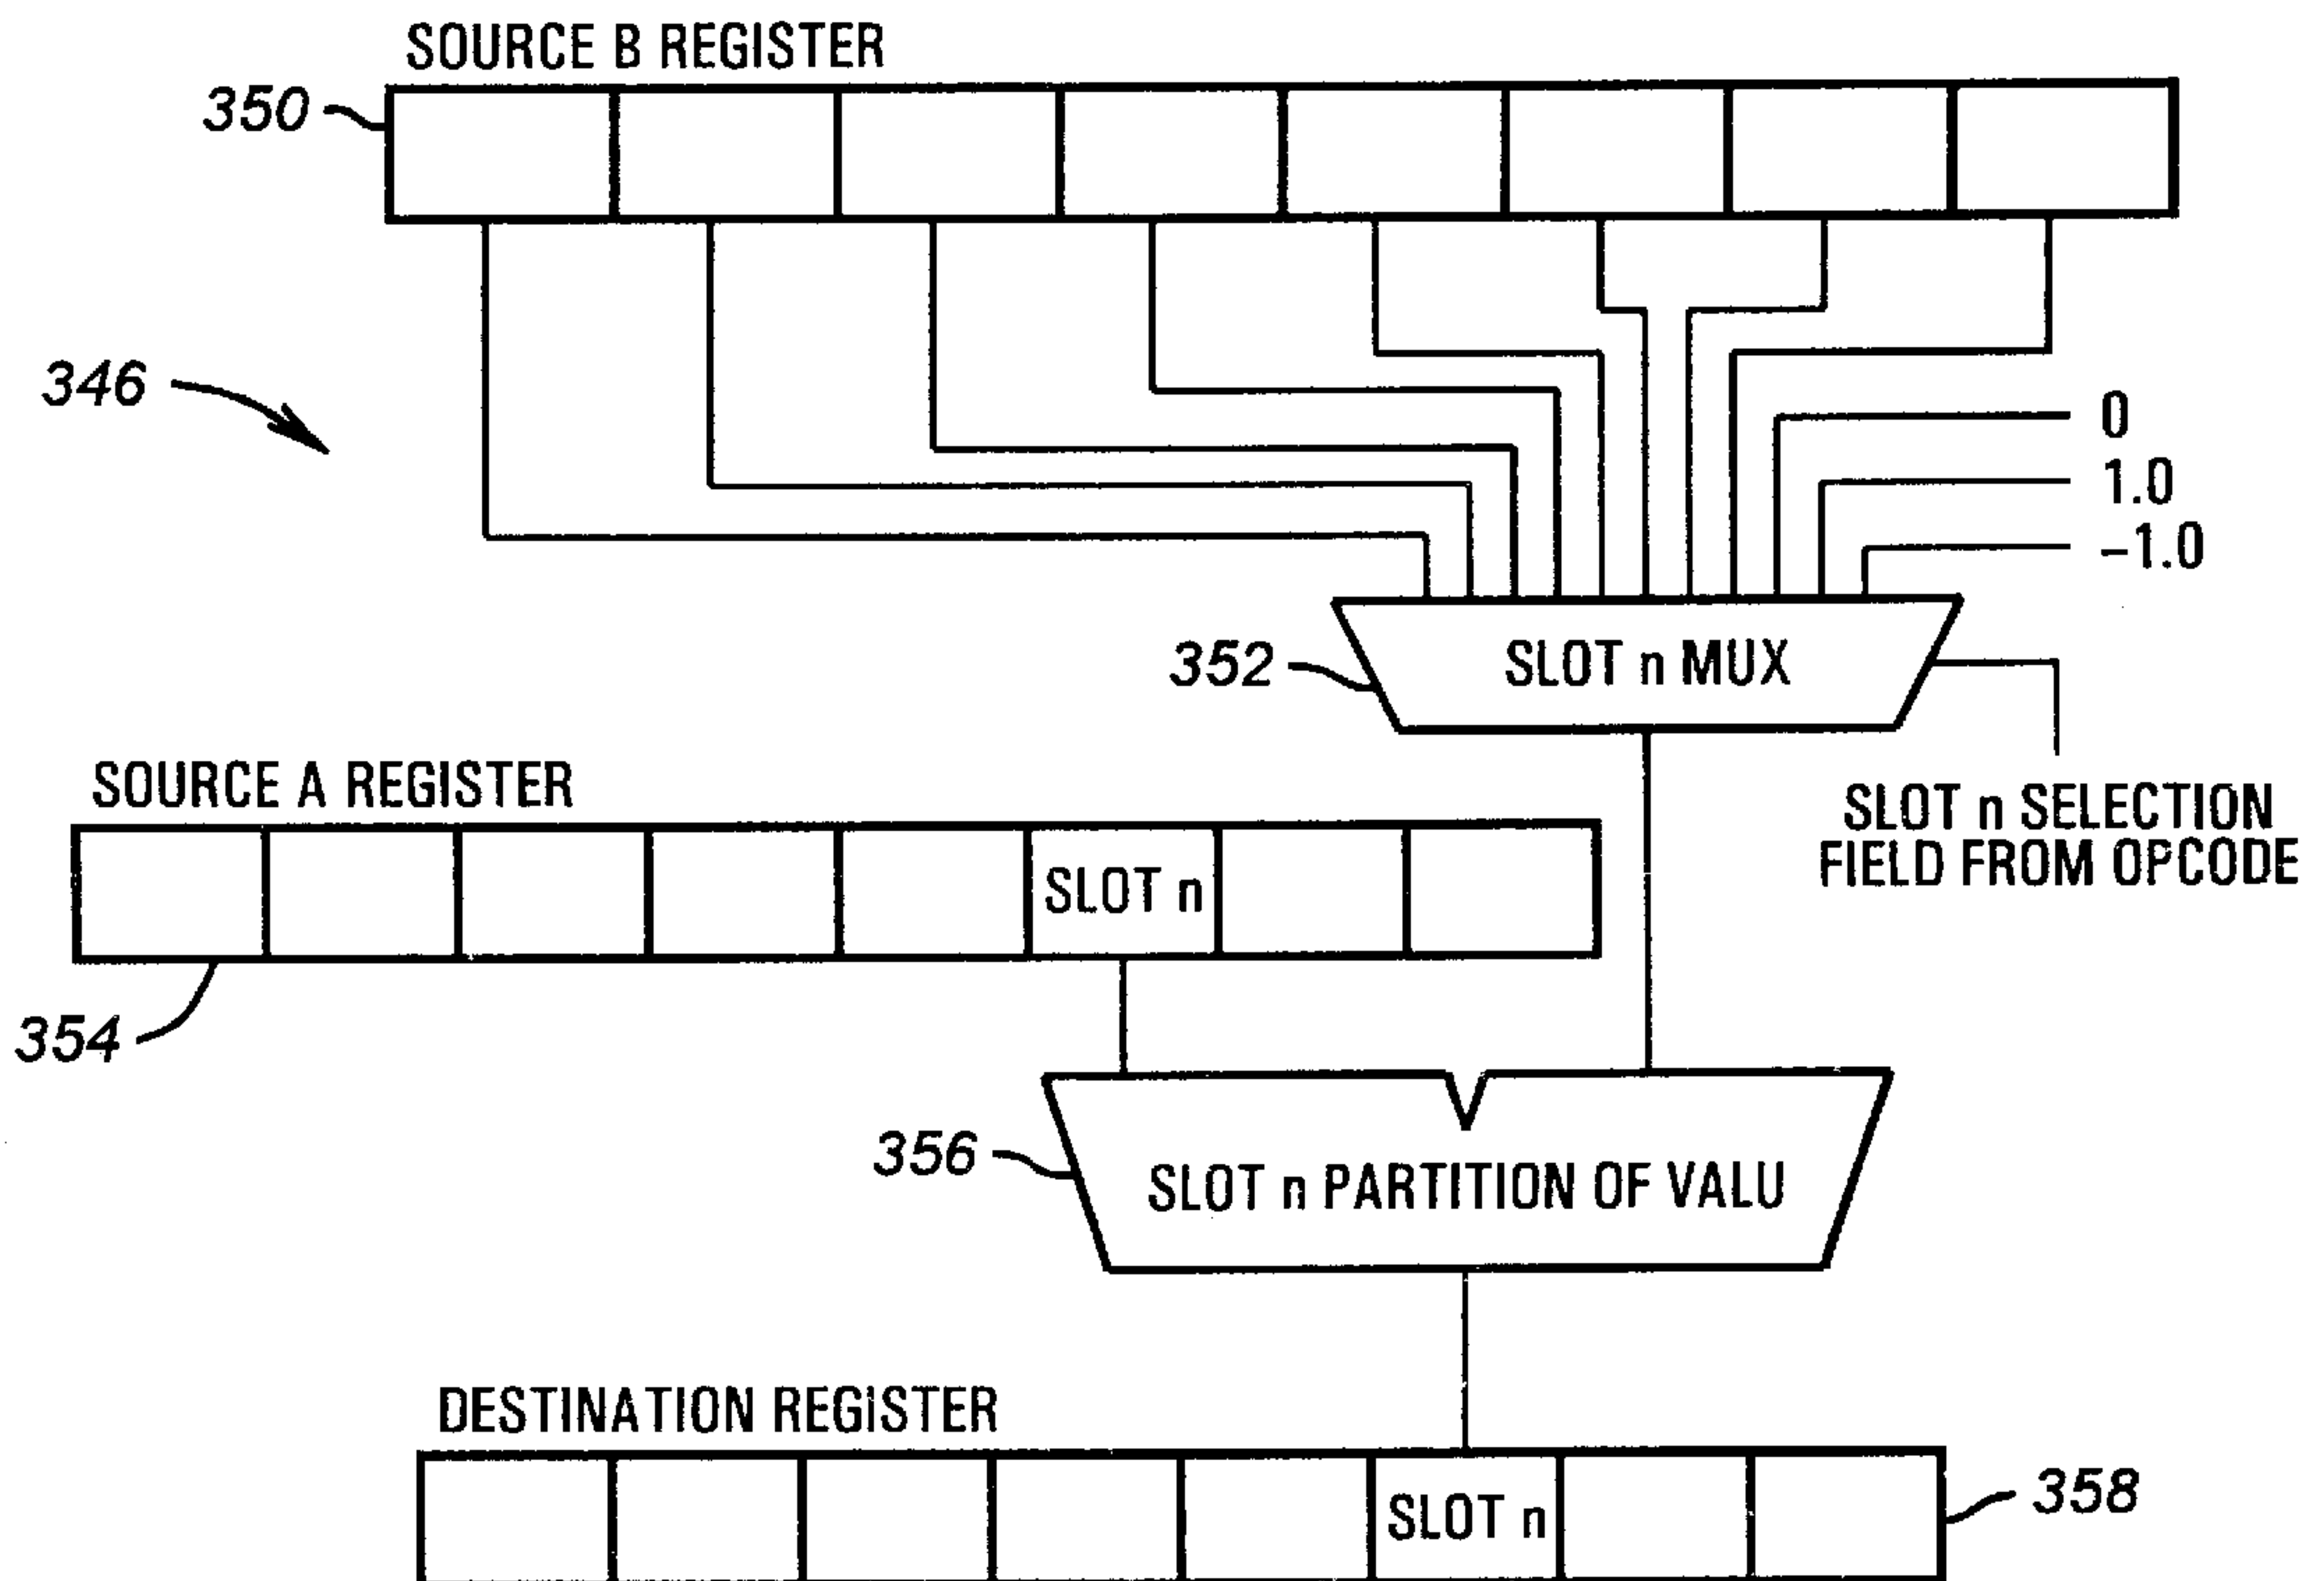 SOURCE B REGISTER
350
346
0
1.0
–1.0
352
SLOT n MUX
SOURCE A REGISTER
SLOT n SELECTION
FIELD FROM OPCODE
SLOT n
354
356
SLOT n PARTITION OF VALU
DESTINATION REGISTER
SLOT n
358